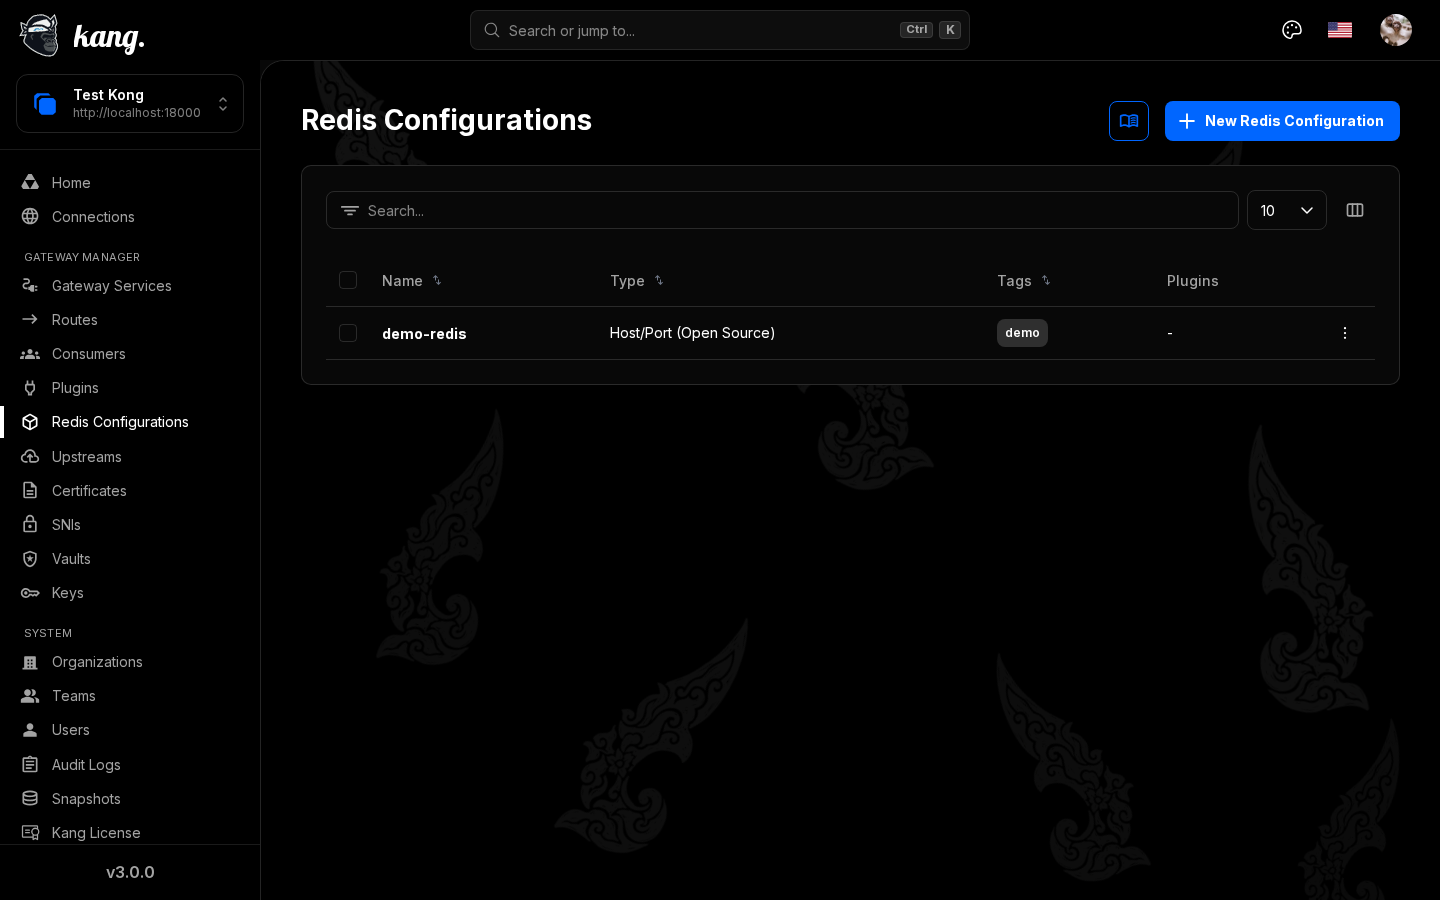 kang.
Search or jump to...
Ctrl
K
Test Kong
http://localhost:18000
Home
Connections
GATEWAY MANAGER
Gateway Services
Routes
Consumers
Plugins
Redis Configurations
Upstreams
Certificates
SNIs
Vaults
Keys
SYSTEM
Organizations
Teams
Users
Audit Logs
Snapshots
Kang License
v3.0.0
Redis Configurations
New Redis Configuration
Search...
10
Name
Type
Tags
Plugins
demo-redis
Host/Port (Open Source)
demo
-